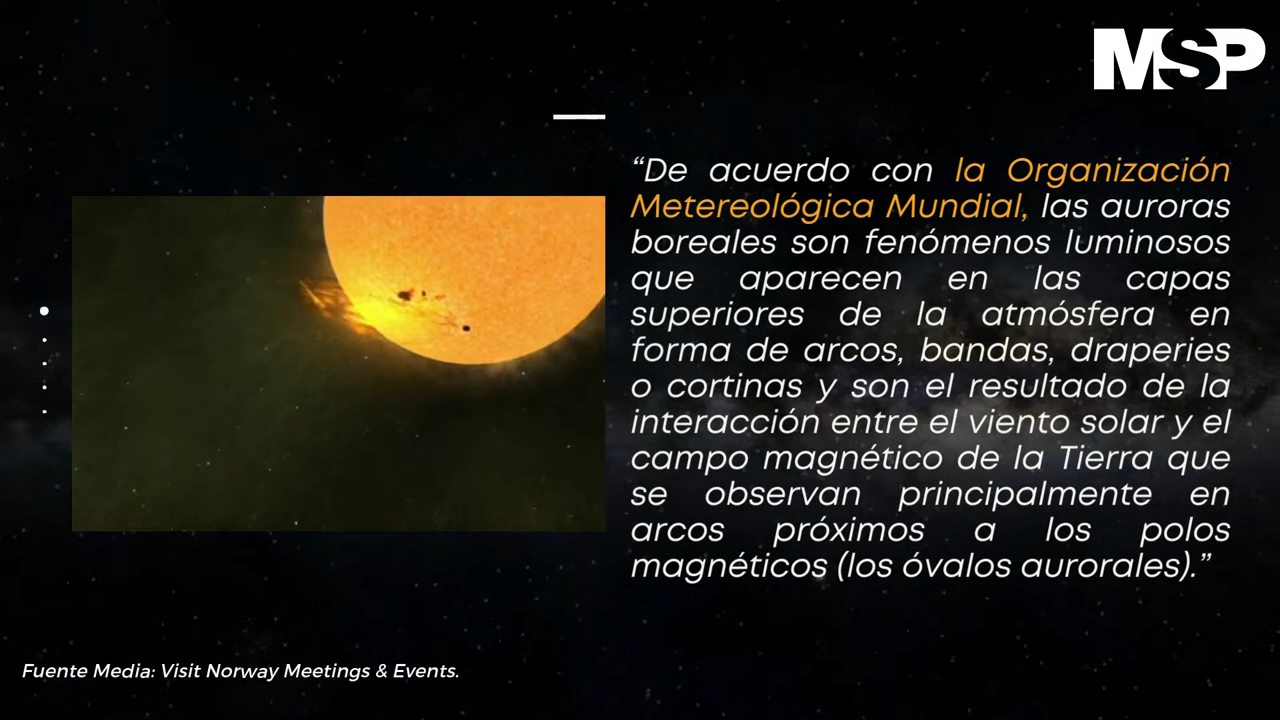 MSP
“De acuerdo con la Organización
Metereológica Mundial, las auroras
boreales son fenómenos luminosos
que aparecen en las capas
superiores de la atmósfera en
forma de arcos, bandas, draperies
o cortinas y son el resultado de la
interacción entre el viento solar y el
campo magnético de la Tierra que
se observan principalmente en
arcos próximos a los polos
magnéticos (los óvalos aurorales).”
Fuente Media: Visit Norway Meetings & Events.